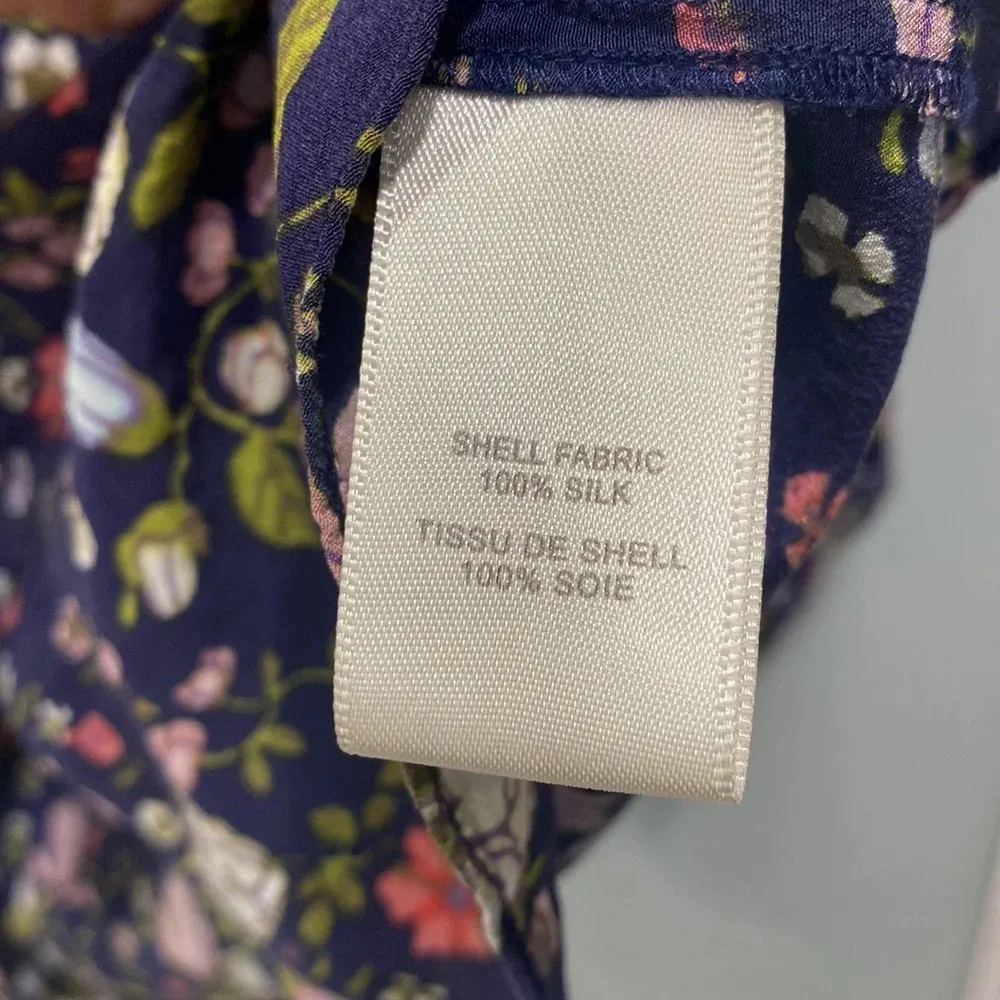 SHELL FABRIC
100% SILK
TISSU DE SHELL
100% SOIE